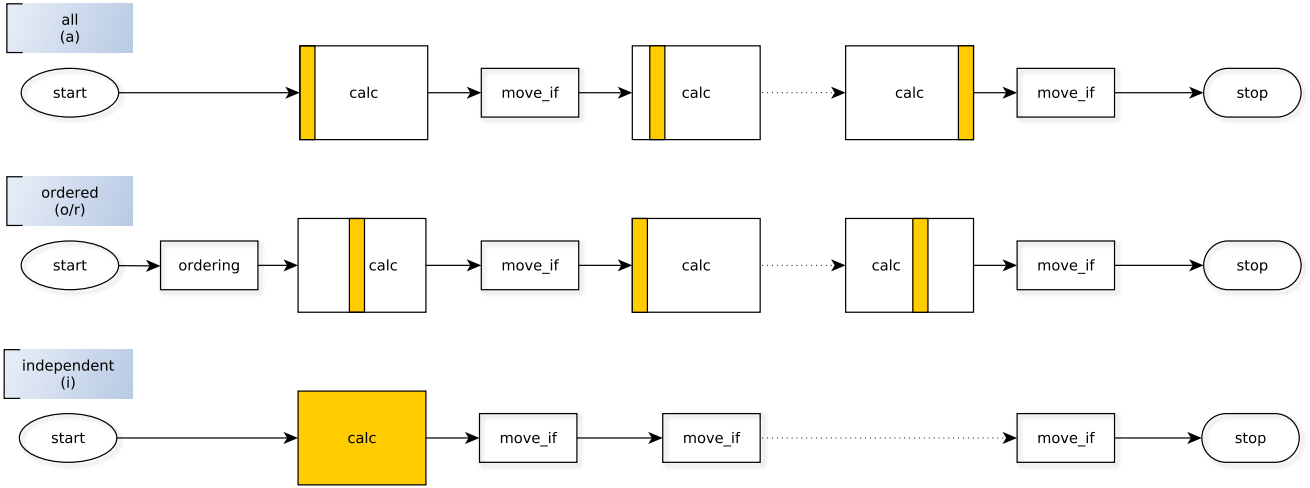 all
(a)
start
calc
move_if
calc
calc
move_if
stop
ordered
(o/r)
start
ordering
calc
move_if
calc
calc
move_if
stop
independent
(i)
start
calc
move_if
move_if
move_if
stop